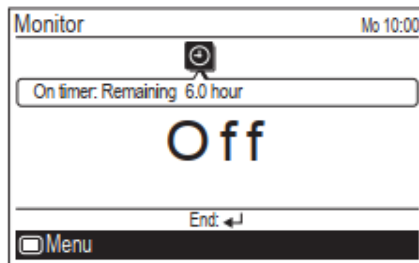 Monitor Mo 10:00
On timer: Remaining 6.0 hour
Off
End: ↵
Menu